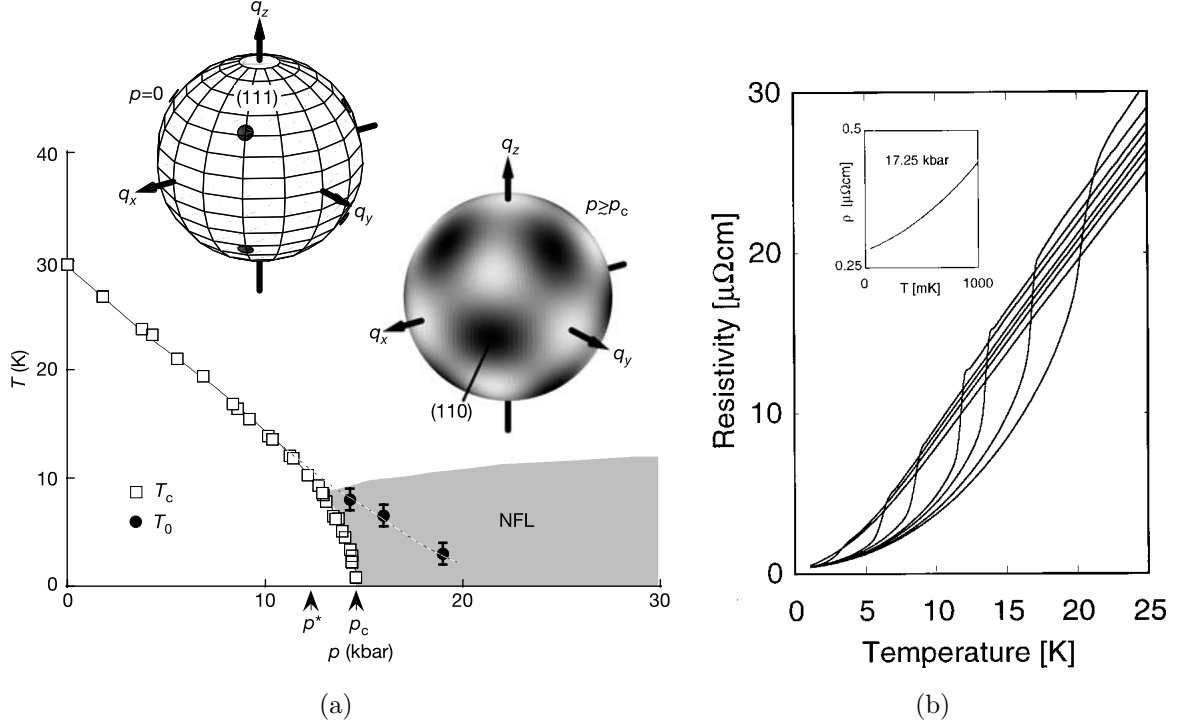 q_z
p=0
(111)
q_x
q_y
q_z
p≳p_c
q_x
q_y
(110)
40
30
20
10
0
T (K)
T_c
T_0
NFL
0
10
20
30
p*
p_c
p (kbar)
(a)
30
20
10
0
Resistivity [μΩcm]
0.5
17.25 kbar
ρ [μΩcm]
0.25
0
1000
T [mK]
0
5
10
15
20
25
Temperature [K]
(b)